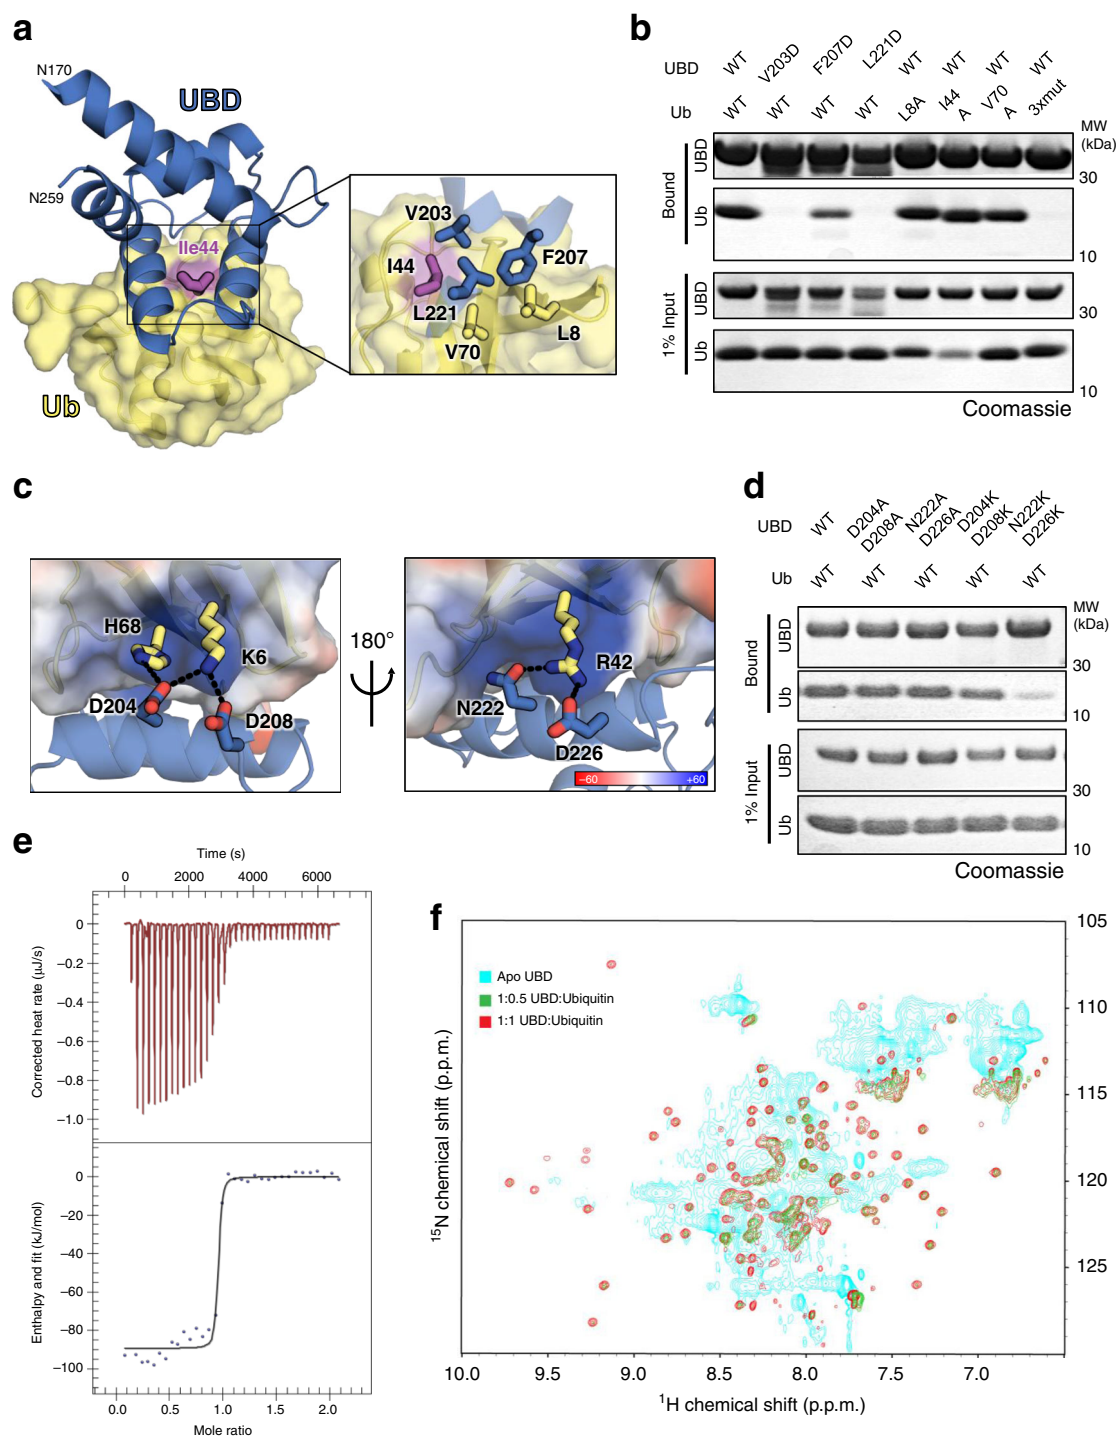 a
N170
UBD
N259
Ile44
Ub
V203
I44
F207
L221
L8
V70
b
UBD WT V203D F207D L221D WT WT WT WT
Ub WT WT WT WT L8A I44A V70A 3xmut
MW
(kDa)
Bound
UBD
30
Ub
10
1% Input
UBD
30
Ub
10
Coomassie
c
H68
K6
D204
D208
180°
R42
N222
D226
−60
+60
d
UBD WT D204A D208A N222A D226A D204K D208K N222K D226K
Ub WT WT WT WT WT
MW
(kDa)
Bound
UBD
30
Ub
10
1% Input
UBD
30
Ub
10
Coomassie
e
Time (s)
0 2000 4000 6000
Corrected heat rate (µJ/s)
0
−0.2
−0.4
−0.6
−0.8
−1.0
Enthalpy and fit (kJ/mol)
0
−20
−40
−60
−80
−100
0.0 0.5 1.0 1.5 2.0
Mole ratio
f
Apo UBD
1:0.5 UBD:Ubiquitin
1:1 UBD:Ubiquitin
105
110
115
120
125
15N chemical shift (p.p.m.)
10.0 9.5 9.0 8.5 8.0 7.5 7.0
1H chemical shift (p.p.m.)